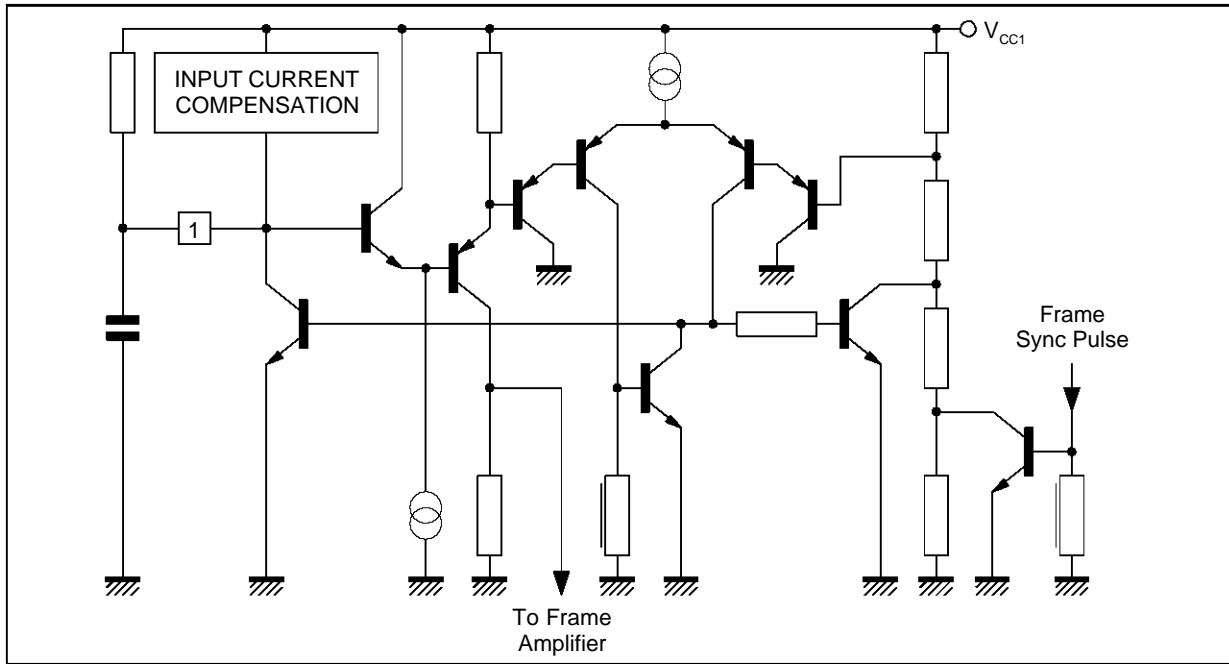 V_CC1
INPUT CURRENT
COMPENSATION
1
Frame
Sync Pulse
To Frame
Amplifier